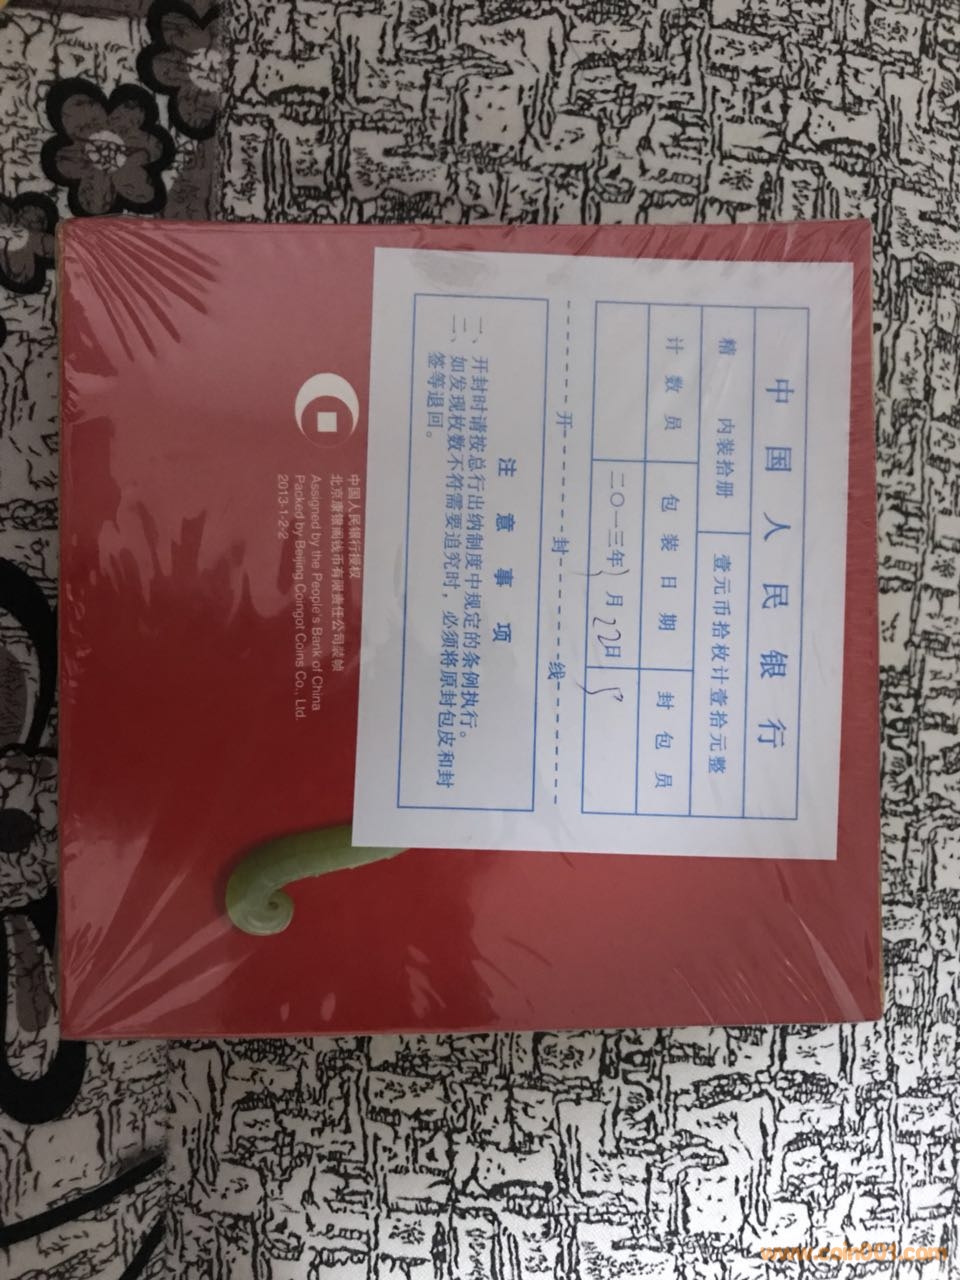 中国人民银行
精 内装拾册 壹元币拾枚计壹拾元整
计数员 包装日期 封包员
二〇一三年1月22日
开 封 线
注意事项
一、开封时请按总行出纳制度中规定的条例执行。
二、如发现枚数不符需要追究时，必须将原封包皮和封
签等退回。
中国人民银行授权
北京康银阁钱币有限责任公司装帧
Assigned by the People's Bank of China
Packed by Beijing Coingot Coins Co., Ltd.
2013-1-2-2
www.coin001.com